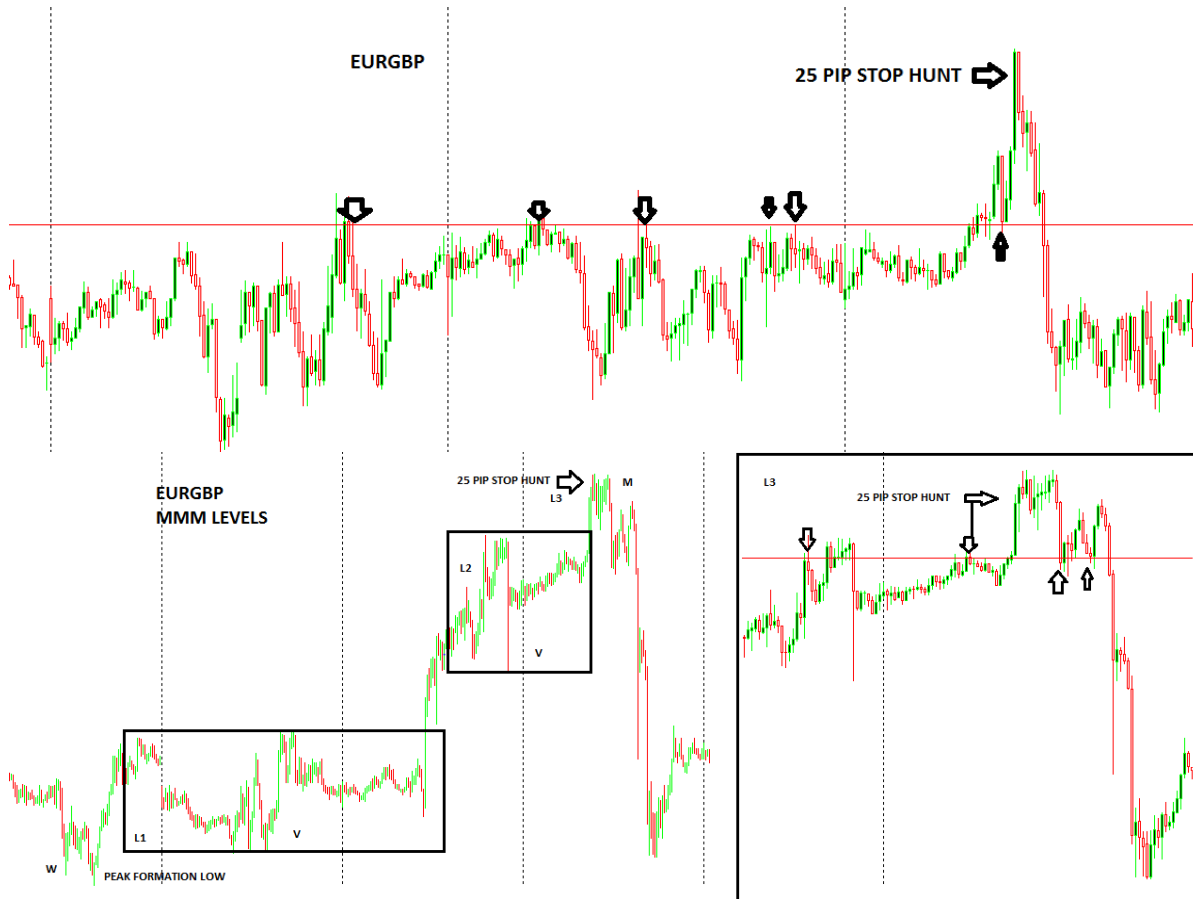 EURGBP
25 PIP STOP HUNT
EURGBP
MMM LEVELS
25 PIP STOP HUNT
M
L3
L2
V
L1
V
W
PEAK FORMATION LOW
L3
25 PIP STOP HUNT